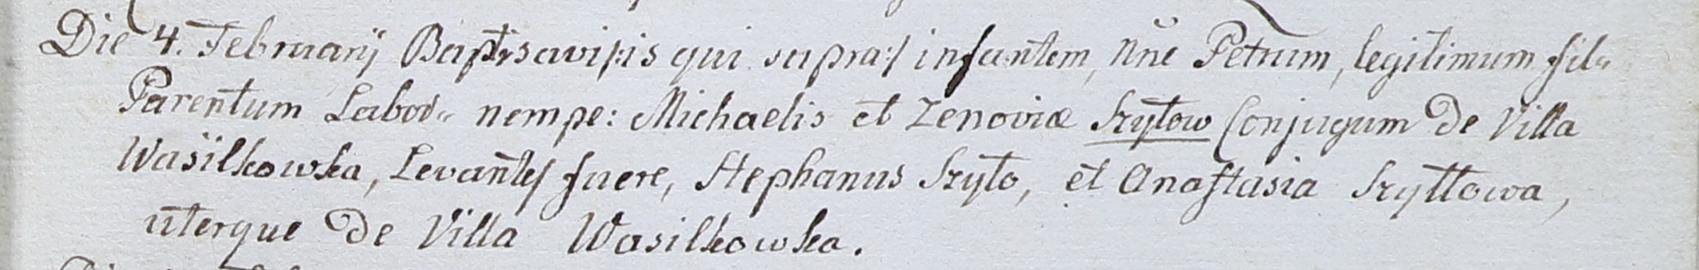 Die 4. Februarij Baptisavi /:is qui supra:/ infantem, Nne Petrum, legitimum fil:
Parentum Labor: nempe: Michaelis et Zenoviæ Szytow Conjugum de Villa
Wasilkowka, Levantes fuere, Stephanus Szyto, et Anastasia Szyttowa,
uterque de Villa Wasilkowka.